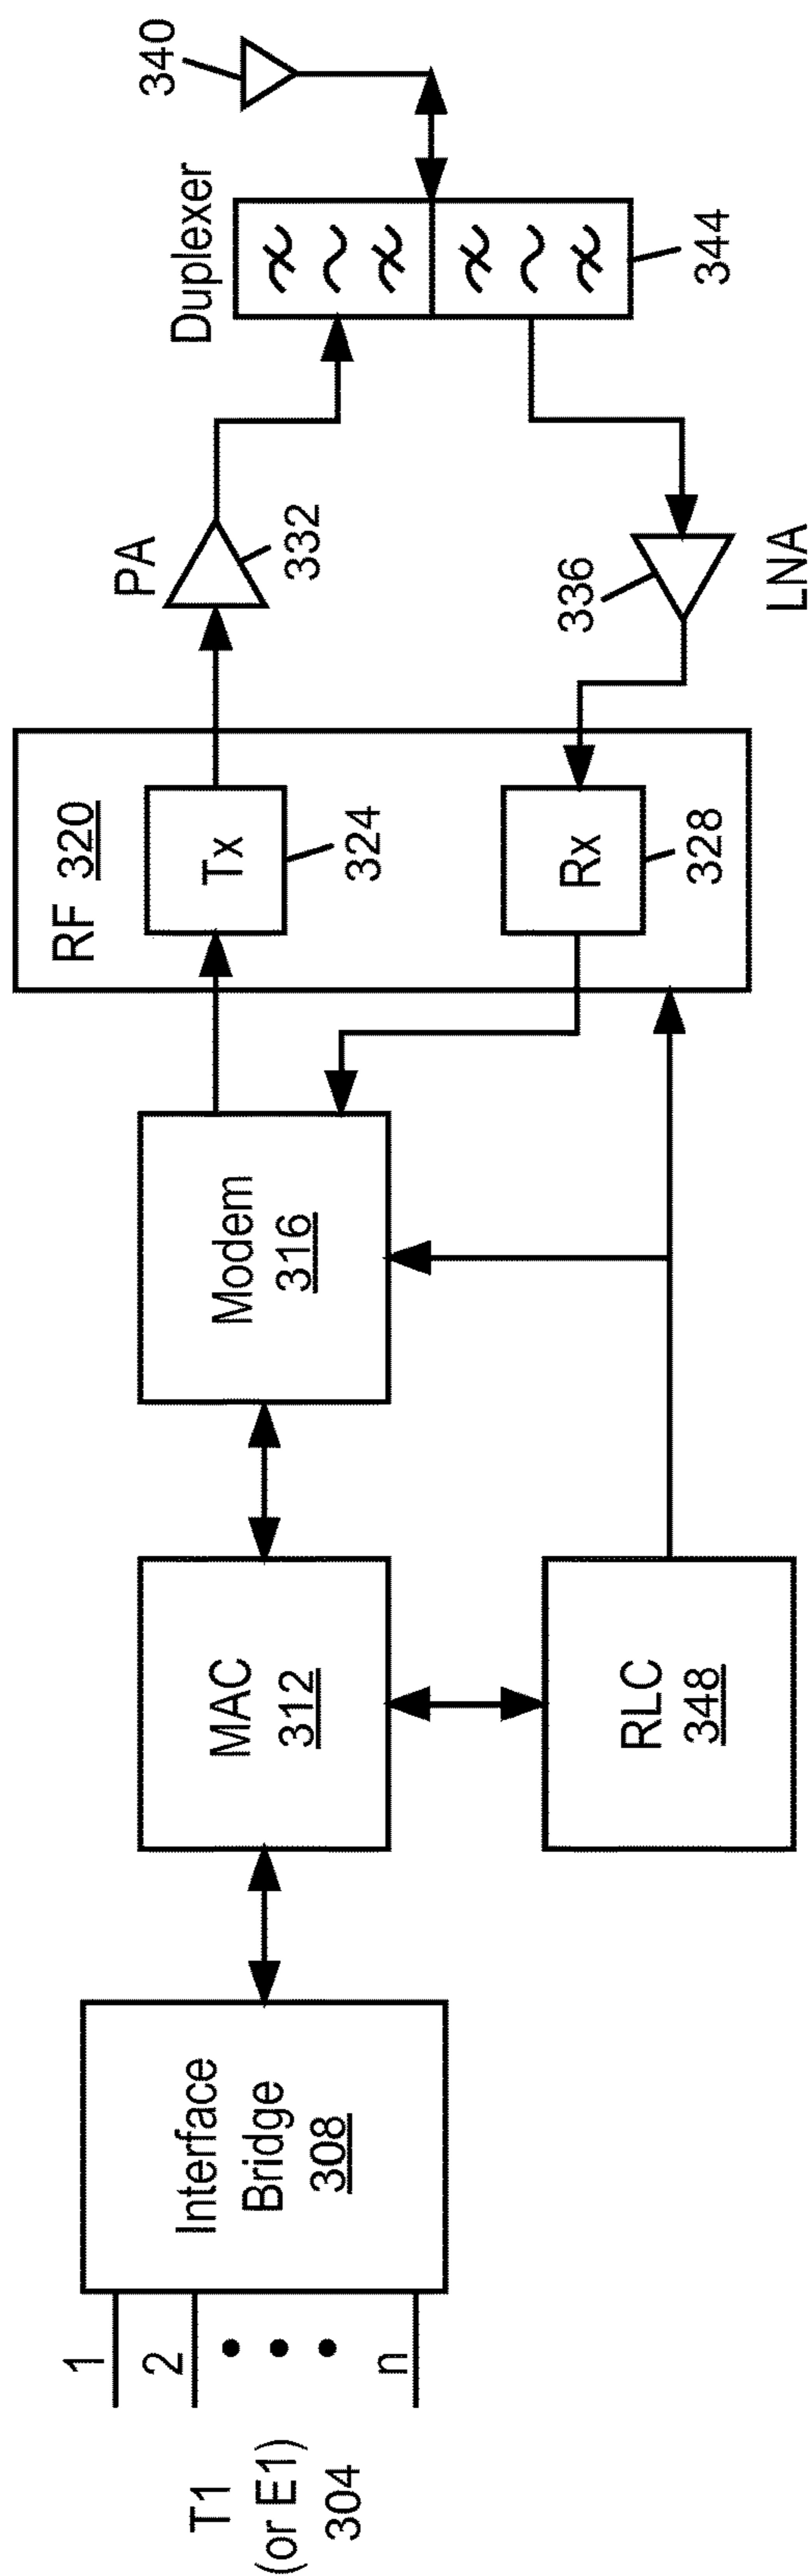 T1
(or E1)
304
1
2
n
Interface
Bridge
308
MAC
312
RLC
348
Modem
316
RF 320
Tx
324
Rx
328
PA
332
336
LNA
Duplexer
344
340